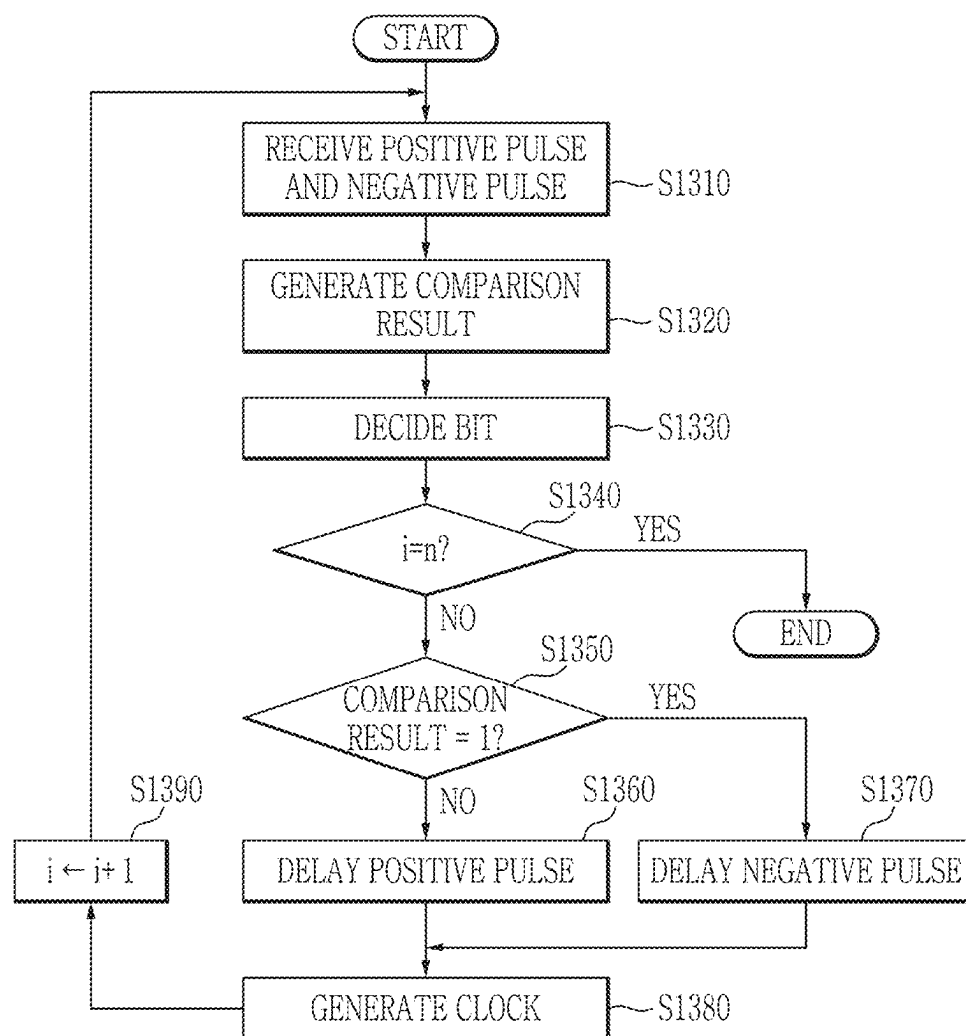 START
RECEIVE POSITIVE PULSE
AND NEGATIVE PULSE
S1310
GENERATE COMPARISON
RESULT
S1320
DECIDE BIT
S1330
S1340
i=n?
YES
NO
END
S1350
COMPARISON
RESULT = 1?
YES
NO
S1390
S1360
S1370
i ← i+ 1
DELAY POSITIVE PULSE
DELAY NEGATIVE PULSE
GENERATE CLOCK
S1380